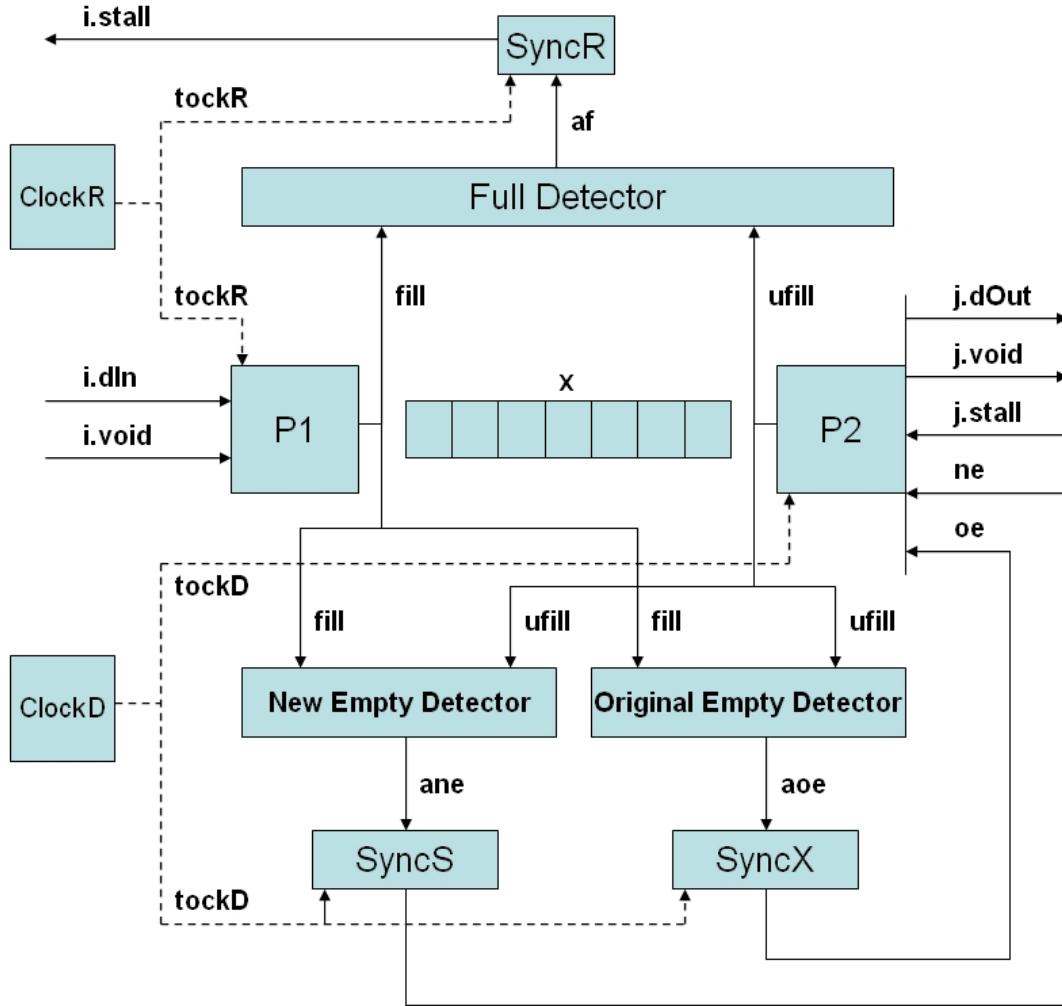 i.stall
SyncR
tockR
af
ClockR
Full Detector
tockR
fill
ufill
j.dOut
i.dIn
x
j.void
P1
P2
j.stall
i.void
ne
oe
tockD
fill
ufill
fill
ufill
ClockD
New Empty Detector
Original Empty Detector
ane
aoe
SyncS
SyncX
tockD